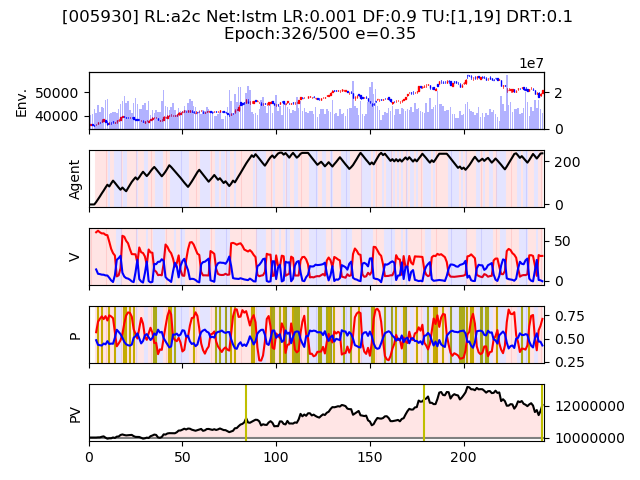 [005930] RL:a2c Net:lstm LR:0.001 DF:0.9 TU:[1,19] DRT:0.1
Epoch:326/500 e=0.35
1e7
Env.
50000
40000
2
0
Agent
200
0
V
50
0
P
0.75
0.50
0.25
PV
12000000
10000000
0 50 100 150 200